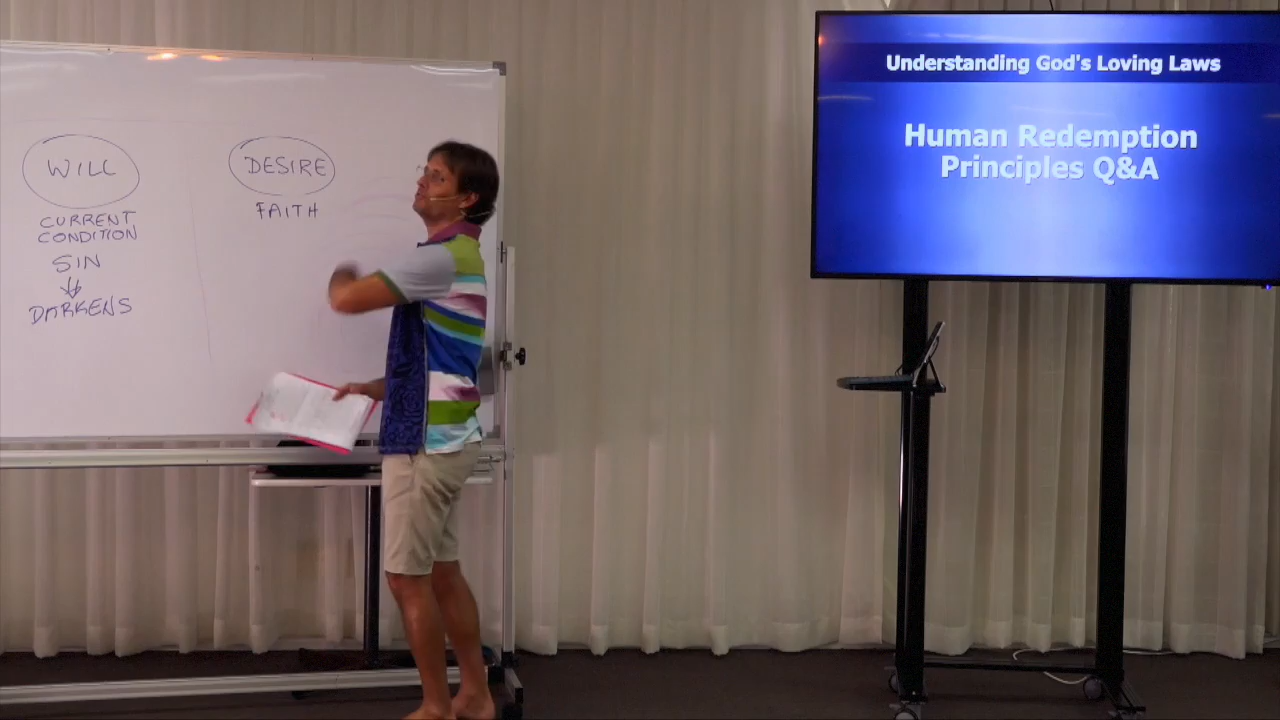 WILL
CURRENT
CONDITION
SIN
DARKENS
DESIRE
FAITH
Understanding God's Loving Laws
Human Redemption
Principles Q&A